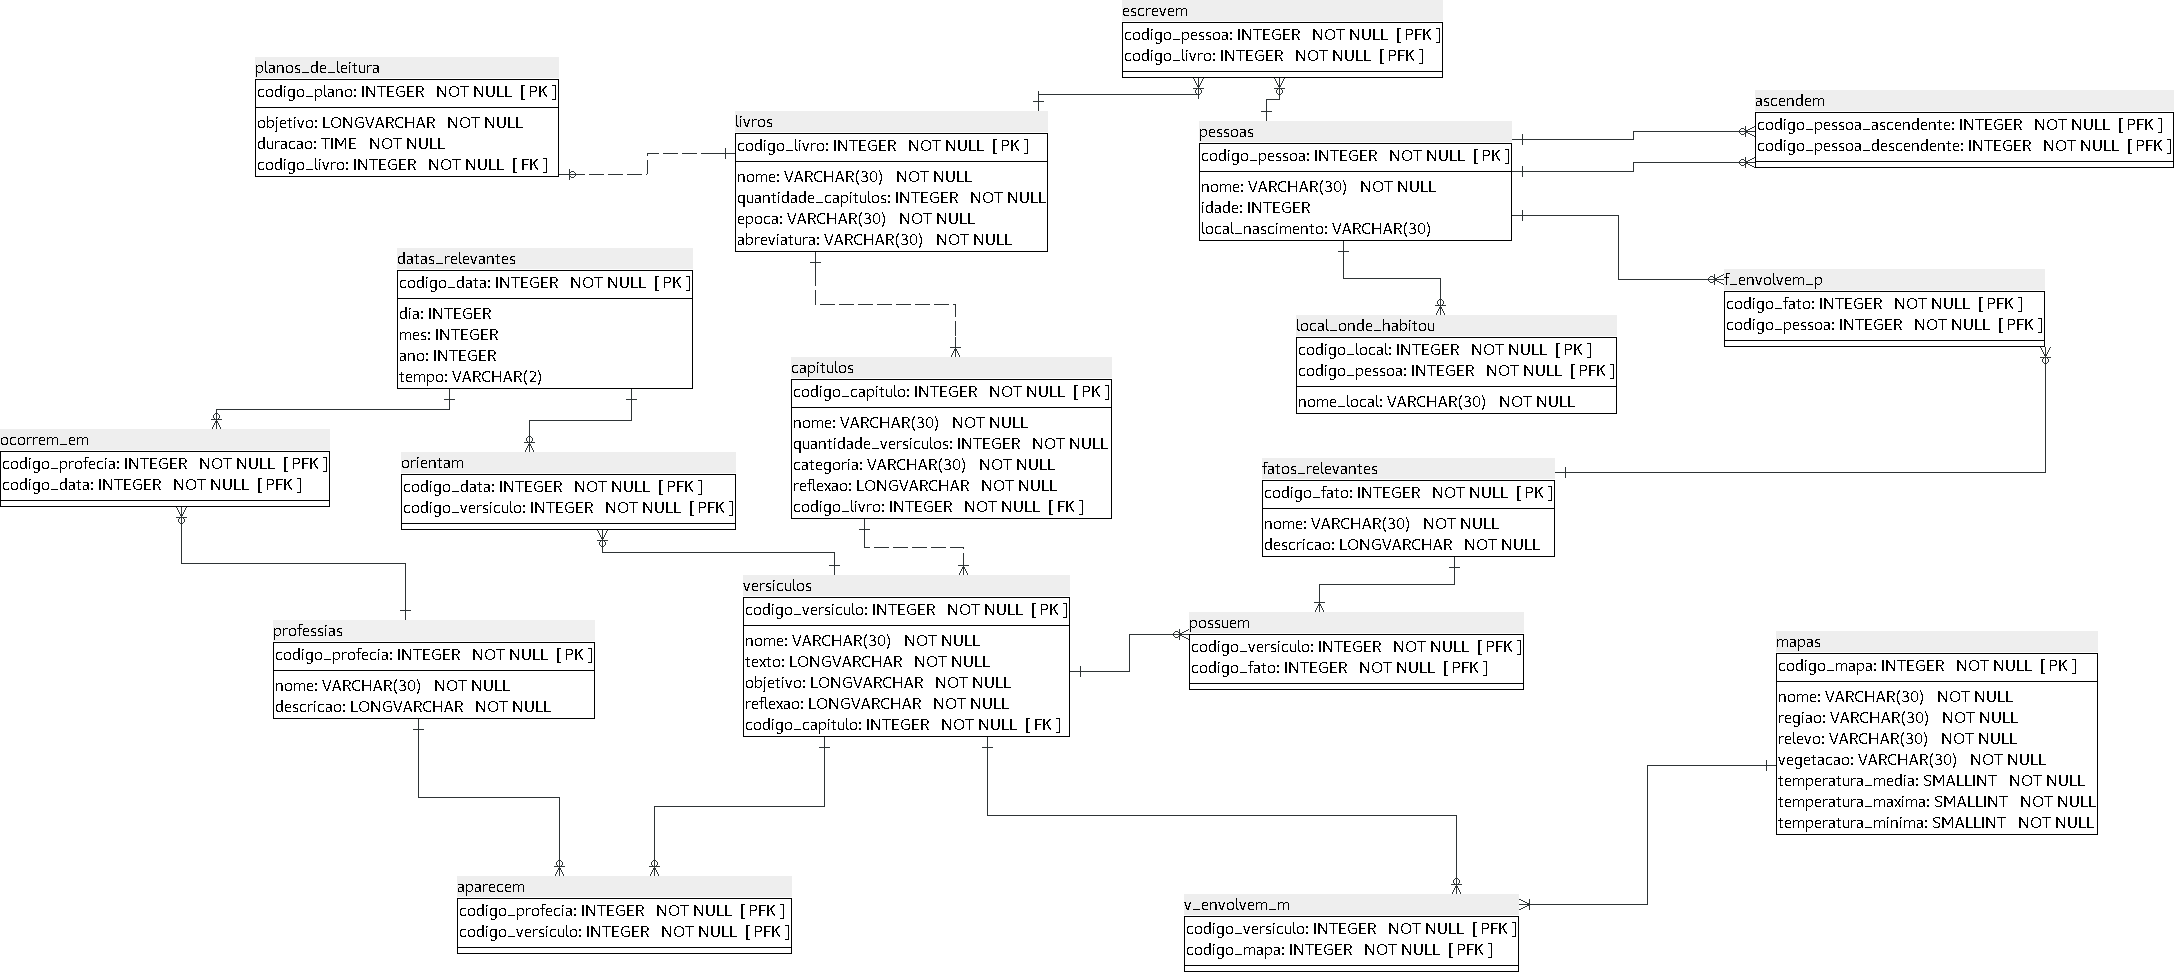 escrevem
codigo_pessoa: INTEGER NOT NULL [ PFK ]
codigo_livro: INTEGER NOT NULL [ PFK ]
planos_de_leitura
codigo_plano: INTEGER NOT NULL [ PK ]
objetivo: LONGVARCHAR NOT NULL
duracao: TIME NOT NULL
codigo_livro: INTEGER NOT NULL [ FK ]
livros
codigo_livro: INTEGER NOT NULL [ PK ]
nome: VARCHAR(30) NOT NULL
quantidade_capitulos: INTEGER NOT NULL
epoca: VARCHAR(30) NOT NULL
abreviatura: VARCHAR(30) NOT NULL
pessoas
codigo_pessoa: INTEGER NOT NULL [ PK ]
nome: VARCHAR(30) NOT NULL
idade: INTEGER
local_nascimento: VARCHAR(30)
ascendem
codigo_pessoa_ascendente: INTEGER NOT NULL [ PFK ]
codigo_pessoa_descendente: INTEGER NOT NULL [ PFK ]
datas_relevantes
codigo_data: INTEGER NOT NULL [ PK ]
dia: INTEGER
mes: INTEGER
ano: INTEGER
tempo: VARCHAR(2)
f_envolvem_p
codigo_fato: INTEGER NOT NULL [ PFK ]
codigo_pessoa: INTEGER NOT NULL [ PFK ]
local_onde_habitou
codigo_local: INTEGER NOT NULL [ PK ]
codigo_pessoa: INTEGER NOT NULL [ PFK ]
nome_local: VARCHAR(30) NOT NULL
capitulos
codigo_capitulo: INTEGER NOT NULL [ PK ]
nome: VARCHAR(30) NOT NULL
quantidade_versiculos: INTEGER NOT NULL
categoria: VARCHAR(30) NOT NULL
reflexao: LONGVARCHAR NOT NULL
codigo_livro: INTEGER NOT NULL [ FK ]
ocorrem_em
codigo_profecia: INTEGER NOT NULL [ PFK ]
codigo_data: INTEGER NOT NULL [ PFK ]
orientam
codigo_data: INTEGER NOT NULL [ PFK ]
codigo_versiculo: INTEGER NOT NULL [ PFK ]
fatos_relevantes
codigo_fato: INTEGER NOT NULL [ PK ]
nome: VARCHAR(30) NOT NULL
descricao: LONGVARCHAR NOT NULL
versiculos
codigo_versiculo: INTEGER NOT NULL [ PK ]
nome: VARCHAR(30) NOT NULL
texto: LONGVARCHAR NOT NULL
objetivo: LONGVARCHAR NOT NULL
reflexao: LONGVARCHAR NOT NULL
codigo_capitulo: INTEGER NOT NULL [ FK ]
professias
codigo_profecia: INTEGER NOT NULL [ PK ]
nome: VARCHAR(30) NOT NULL
descricao: LONGVARCHAR NOT NULL
possuem
codigo_versiculo: INTEGER NOT NULL [ PFK ]
codigo_fato: INTEGER NOT NULL [ PFK ]
mapas
codigo_mapa: INTEGER NOT NULL [ PK ]
nome: VARCHAR(30) NOT NULL
regiao: VARCHAR(30) NOT NULL
relevo: VARCHAR(30) NOT NULL
vegetacao: VARCHAR(30) NOT NULL
temperatura_media: SMALLINT NOT NULL
temperatura_maxima: SMALLINT NOT NULL
temperatura_minima: SMALLINT NOT NULL
aparecem
codigo_profecia: INTEGER NOT NULL [ PFK ]
codigo_versiculo: INTEGER NOT NULL [ PFK ]
v_envolvem_m
codigo_versiculo: INTEGER NOT NULL [ PFK ]
codigo_mapa: INTEGER NOT NULL [ PFK ]